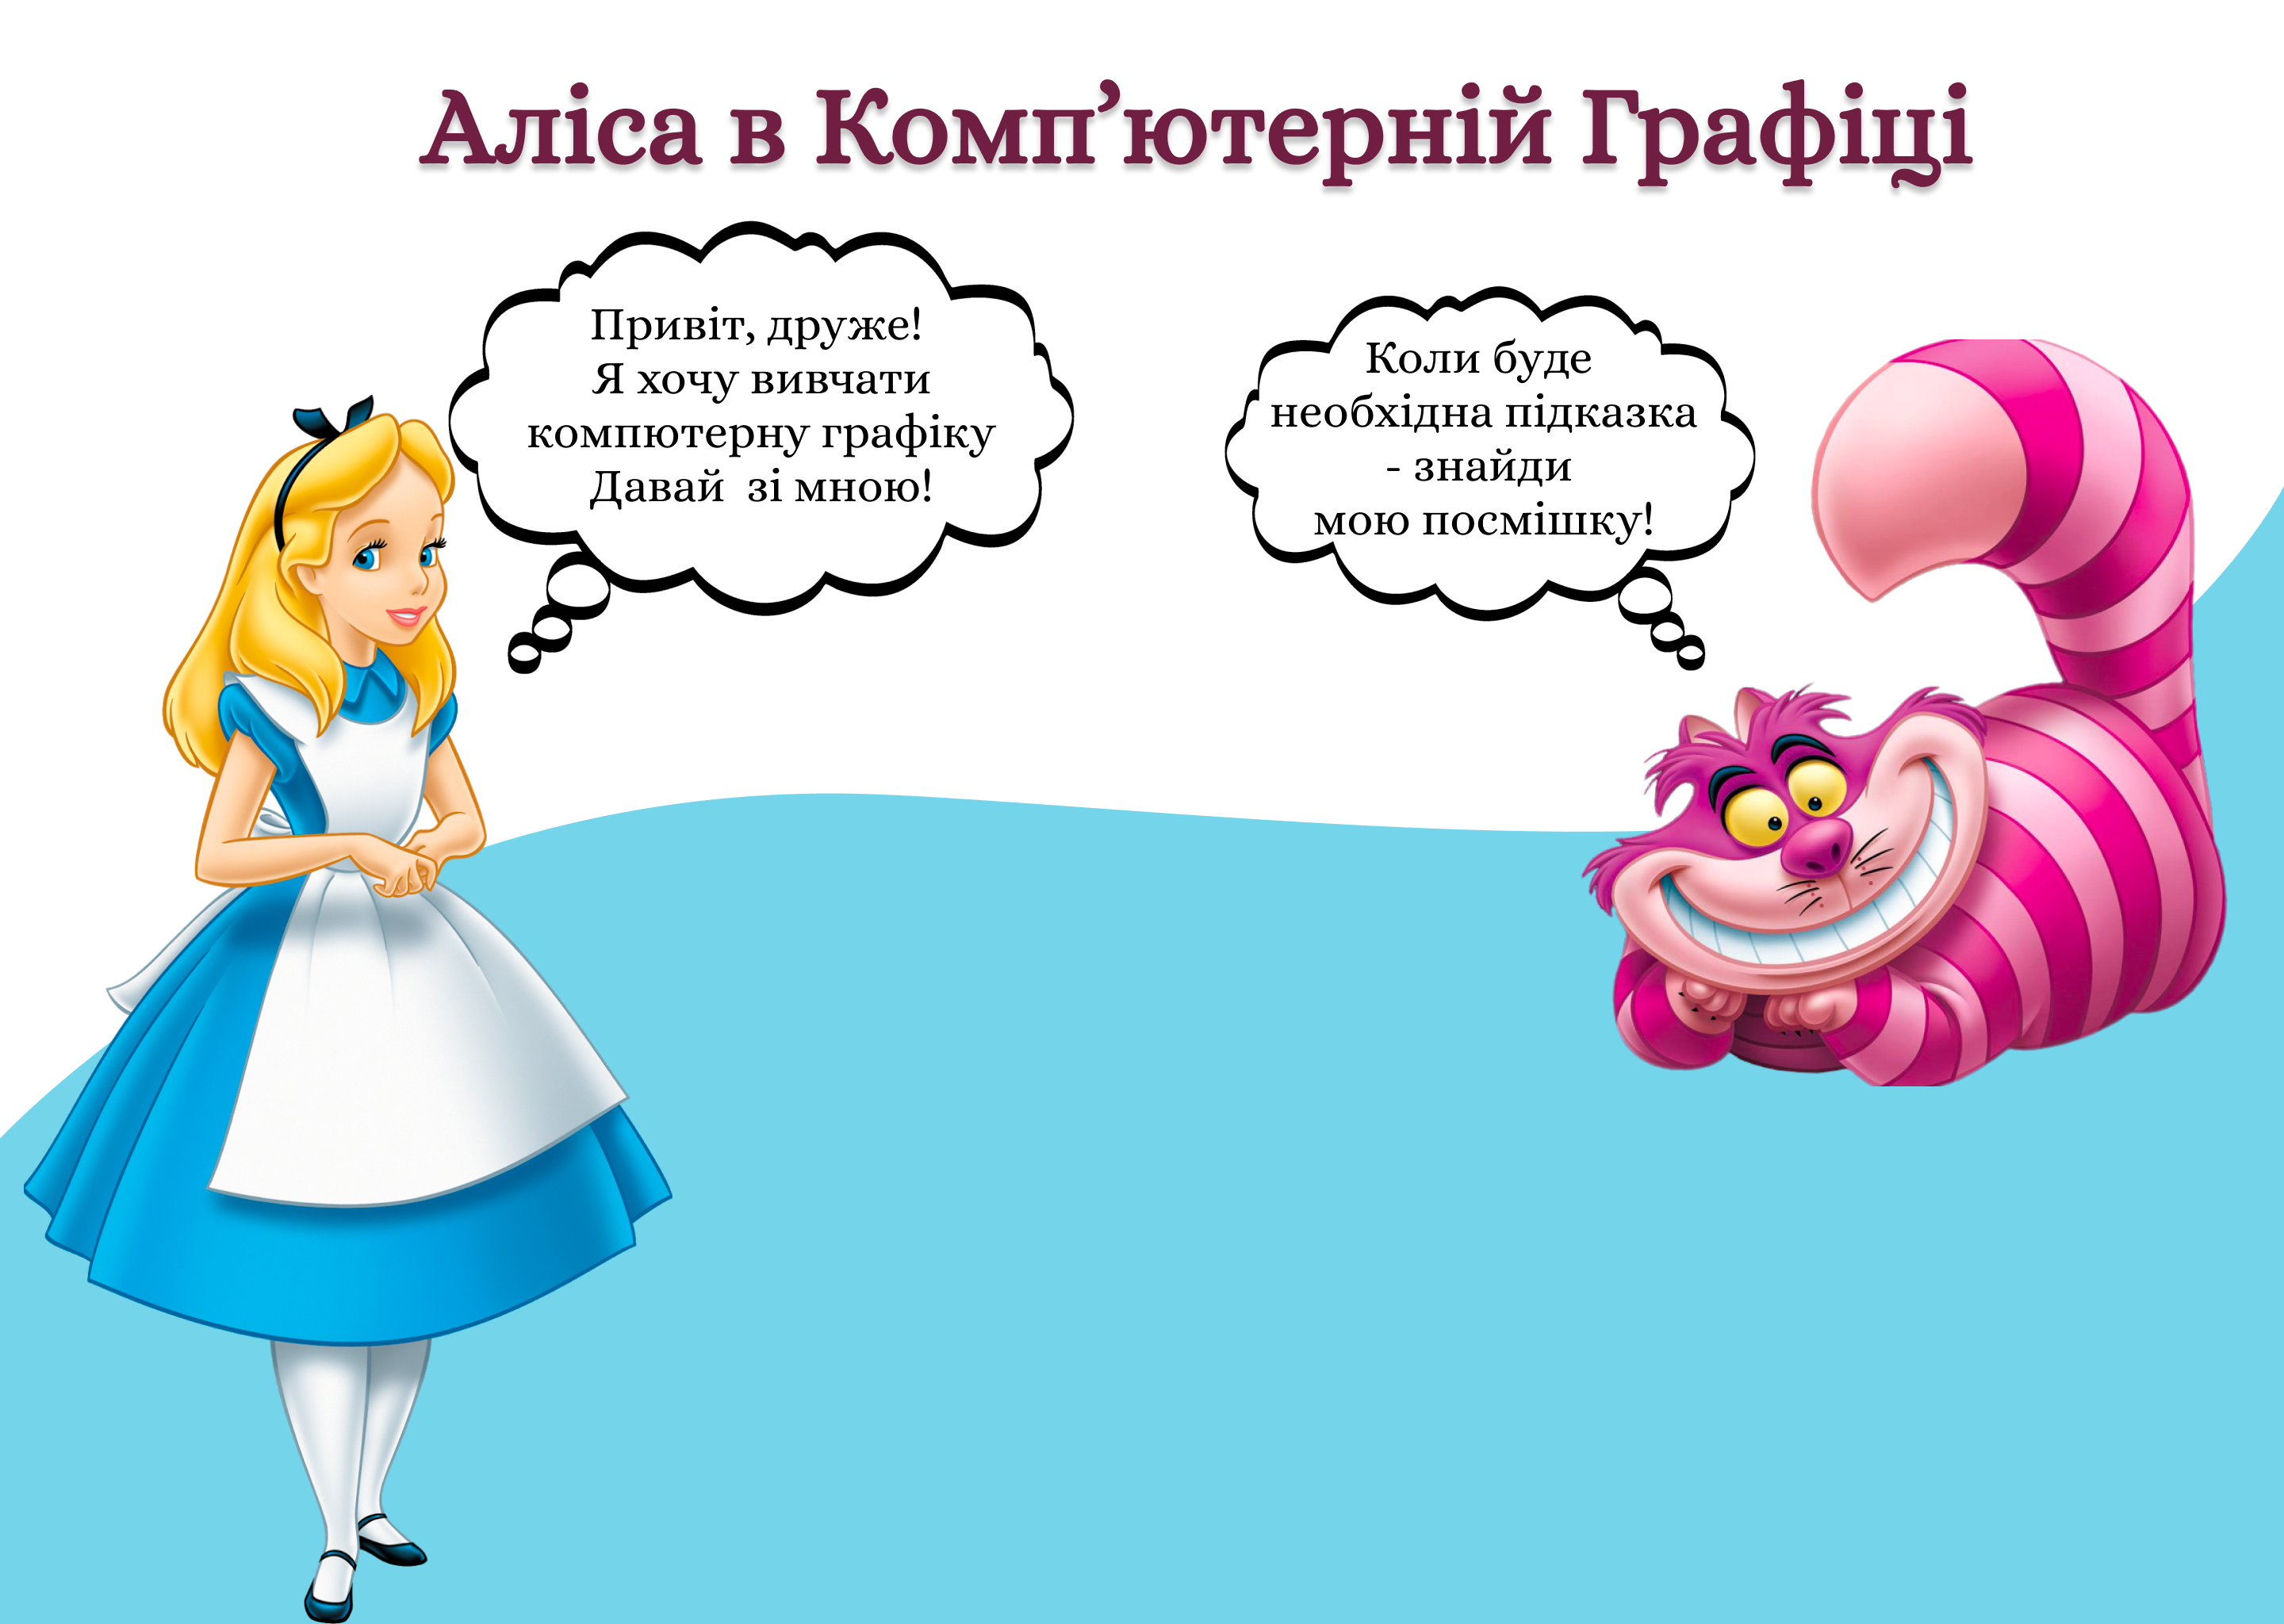 Аліса в Комп’ютерній Графіці
Привіт, друже!
Я хочу вивчати
компютерну графіку
Давай зі мною!
Коли буде
необхідна підказка
- знайди
мою посмішку!